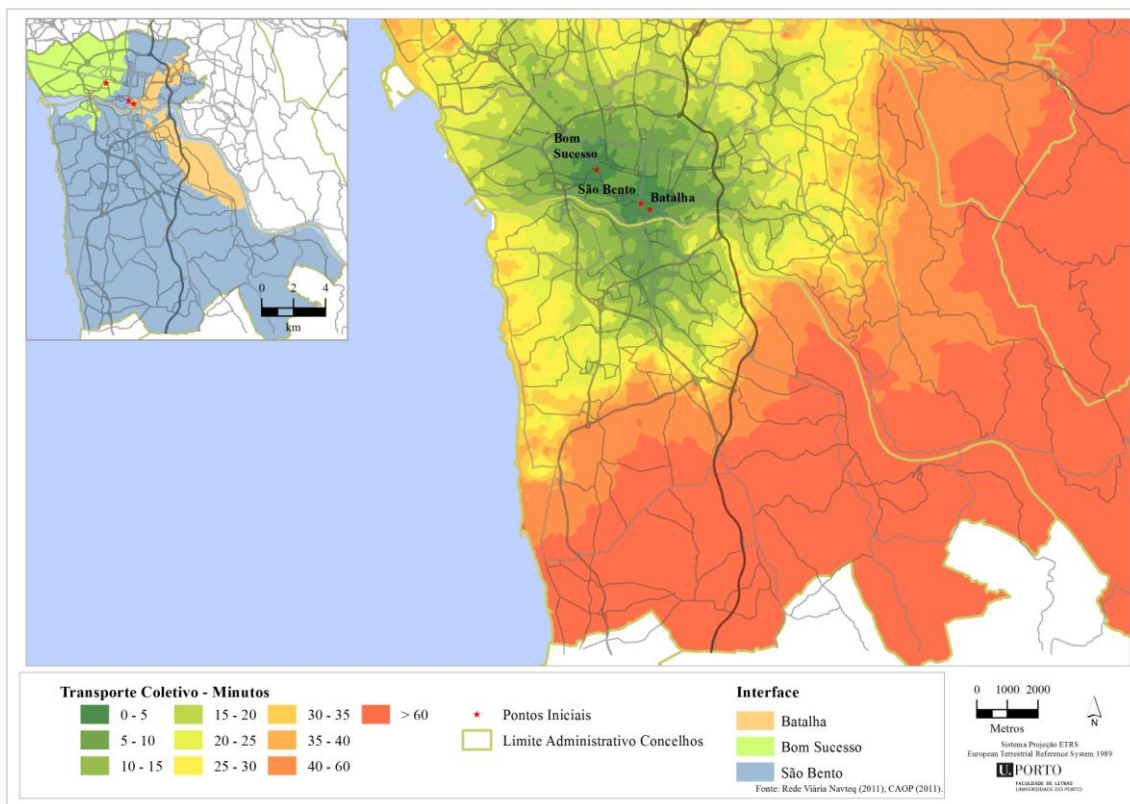 0 2 4
km
Bom
Sucesso
São Bento
Batalha
Transporte Coletivo - Minutos
0 - 5
5 - 10
10 - 15
15 - 20
20 - 25
25 - 30
30 - 35
35 - 40
40 - 60
> 60
Pontos Iniciais
Limite Administrativo Concelhos
Interface
Batalha
Bom Sucesso
São Bento
Fonte: Rede Viária Navteq (2011), CAOP (2011).
0 1000 2000
Metros
N
Sistema Projeção ETRS
European Terrestrial Reference System 1989
U. PORTO
FACULDADE DE LETRAS
UNIVERSIDADE DO PORTO